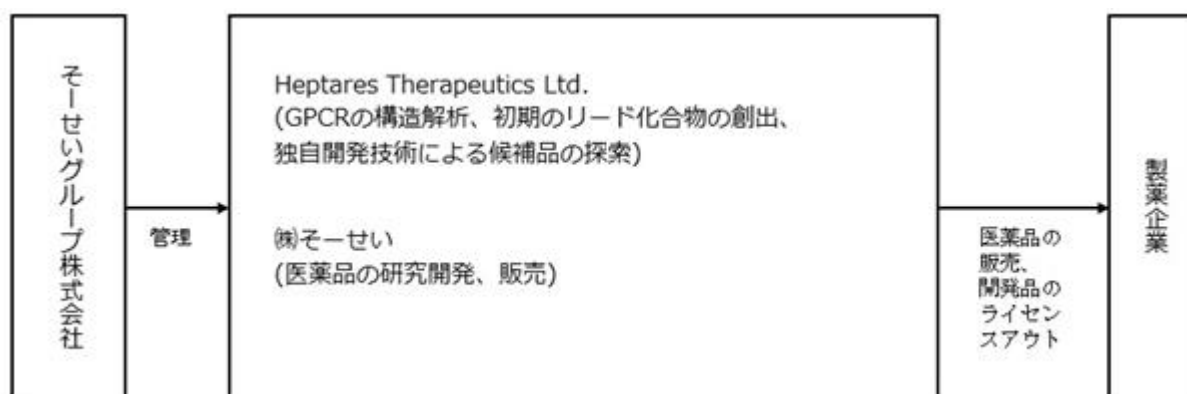 そーせいグループ株式会社
管理
Heptares Therapeutics Ltd.
(GPCRの構造解析、初期のリード化合物の創出、
独自開発技術による候補品の探索)
㈱そーせい
(医薬品の研究開発、販売)
医薬品の
販売、
開発品の
ライセン
スアウト
製薬企業